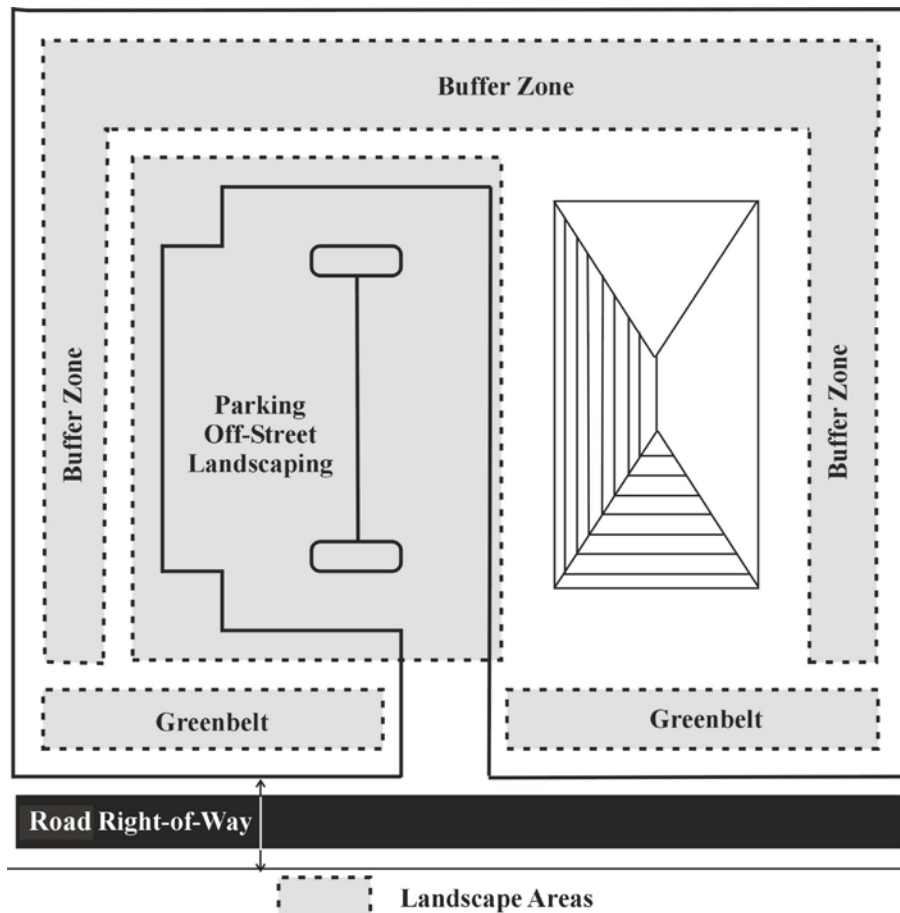 Buffer Zone
Buffer Zone
Parking
Off-Street
Landscaping
Buffer Zone
Greenbelt
Greenbelt
Road Right-of-Way
Landscape Areas